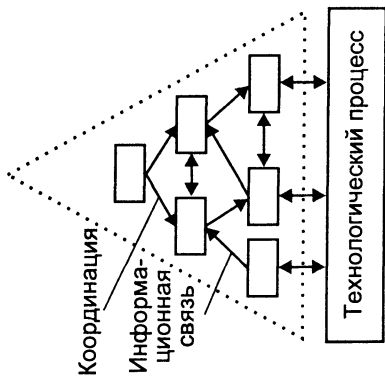 Координация
Информа-
ционная
связь
Технологический процесс